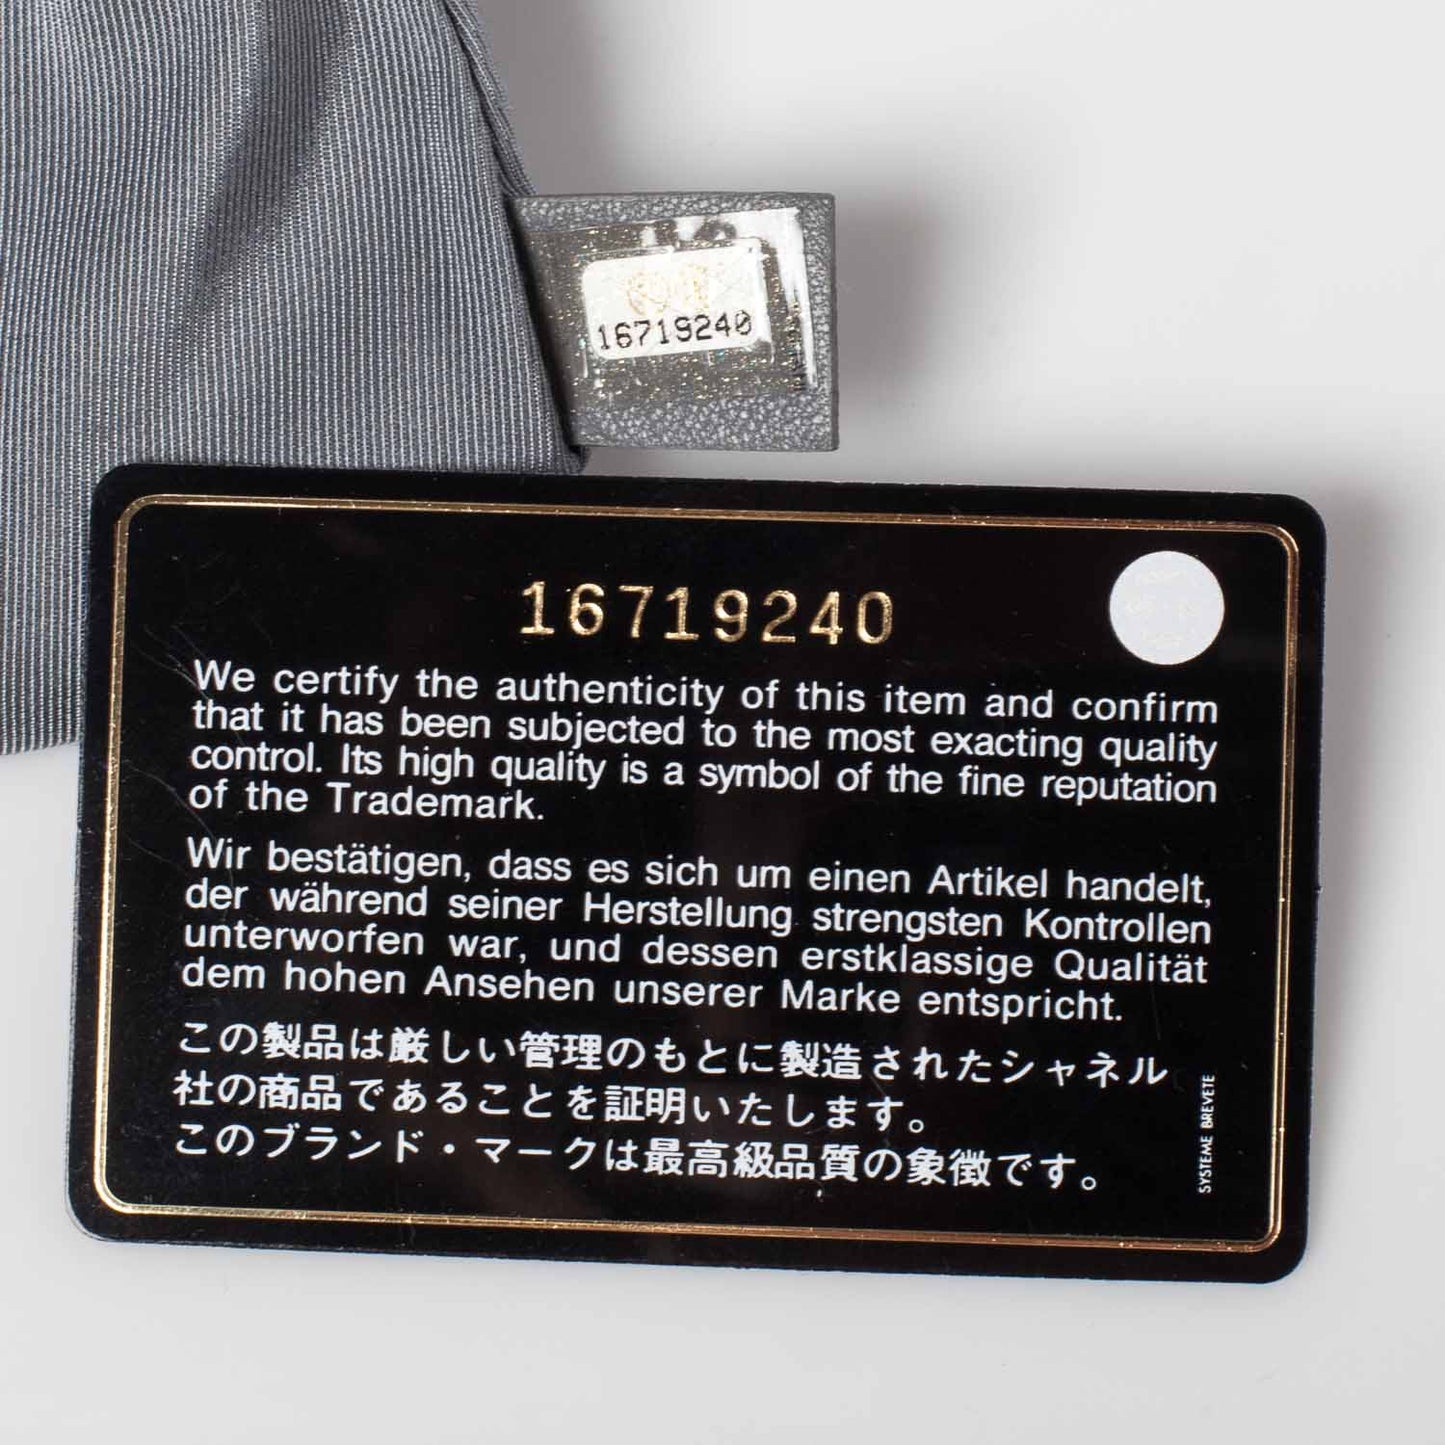 16719240
16719240
We certify the authenticity of this item and confirm
that it has been subjected to the most exacting quality
control. Its high quality is a symbol of the fine reputation
of the Trademark.
Wir bestätigen, dass es sich um einen Artikel handelt,
der während seiner Herstellung strengsten Kontrollen
unterworfen war, und dessen erstklassige Qualität
dem hohen Ansehen unserer Marke entspricht.
この製品は厳しい管理のもとに製造されたシャネル
社の商品であることを証明いたします。
このブランド・マークは最高級品質の象徴です。
SYSTEME BREVETE